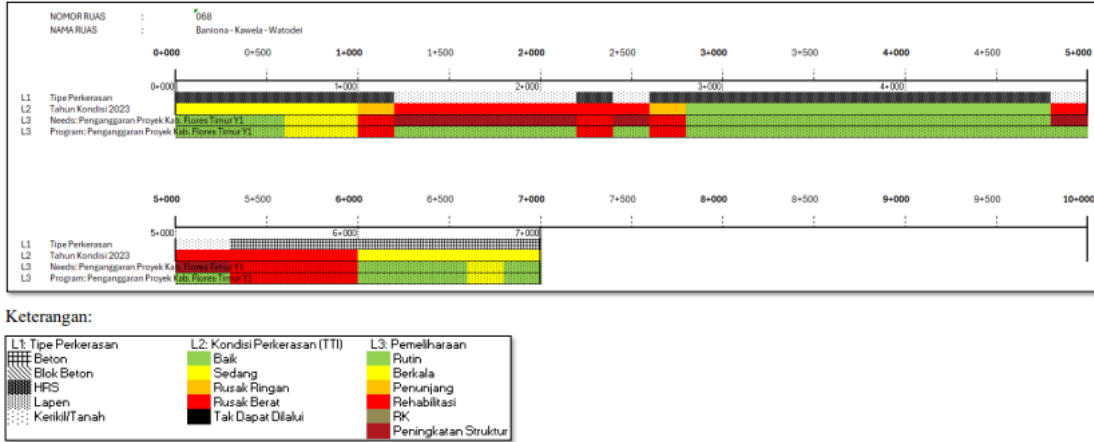 NOMOR RUAS : 068
NAMA RUAS : Baniona - Kawela - Watodei
0+000 0+500 1+000 1+500 2+000 2+500 3+000 3+500 4+000 4+500 5+000
0+000 1+000 2+000 3+000 4+000
L1 Tipe Perkerasan
L2 Tahun Kondisi 2023
L3 Needs: Penganggaran Proyek Kab. Flores Timur Y1
L3 Program: Penganggaran Proyek Kab. Flores Timur Y1
5+000 5+500 6+000 6+500 7+000 7+500 8+000 8+500 9+000 9+500 10+000
5+000 6+000 7+000
L1 Tipe Perkerasan
L2 Tahun Kondisi 2023
L3 Needs: Penganggaran Proyek Kab. Flores Timur Y1
L3 Program: Penganggaran Proyek Kab. Flores Timur Y1
Keterangan:
L1: Tipe Perkerasan L2: Kondisi Perkerasan (TTI) L3: Pemeliharaan
Beton Baik Rutin
Blok Beton Sedang Berkala
HRS Rusak Ringan Penunjang
Lapen Rusak Berat Rehabilitasi
Kerikil/Tanah Tak Dapat Dilalui RK
Peningkatan Struktur